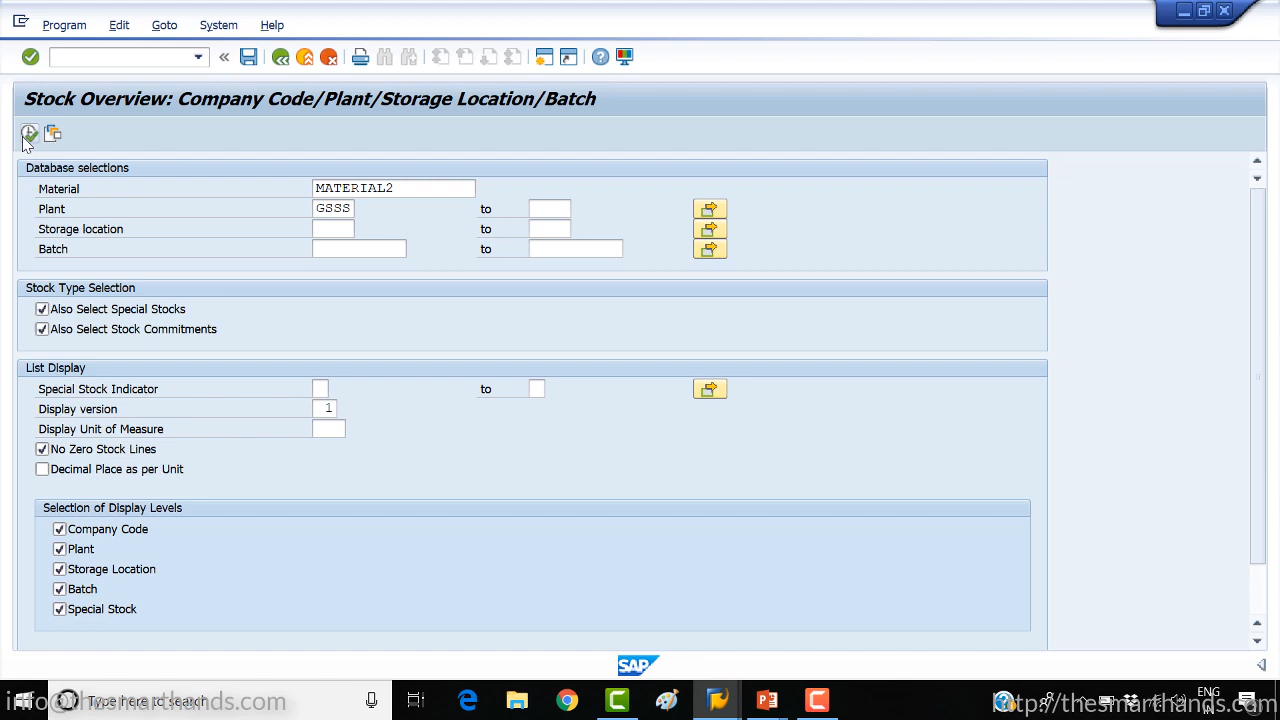 Program Edit Goto System Help
Stock Overview: Company Code/Plant/Storage Location/Batch
Database selections
Material MATERIAL2
Plant GSSS to
Storage location to
Batch to
Stock Type Selection
Also Select Special Stocks
Also Select Stock Commitments
List Display
Special Stock Indicator to
Display version 1
Display Unit of Measure
No Zero Stock Lines
Decimal Place as per Unit
Selection of Display Levels
Company Code
Plant
Storage Location
Batch
Special Stock
SAP
Type here to search
info@thesmarthands.com
ENG
IN
http://thesmarthands.com